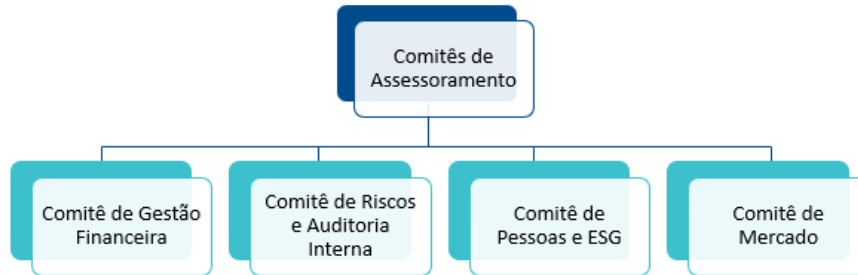 Comitês de
Assessoramento
Comitê de Gestão
Financeira
Comitê de Riscos
e Auditoria
Interna
Comitê de
Pessoas e ESG
Comitê de
Mercado